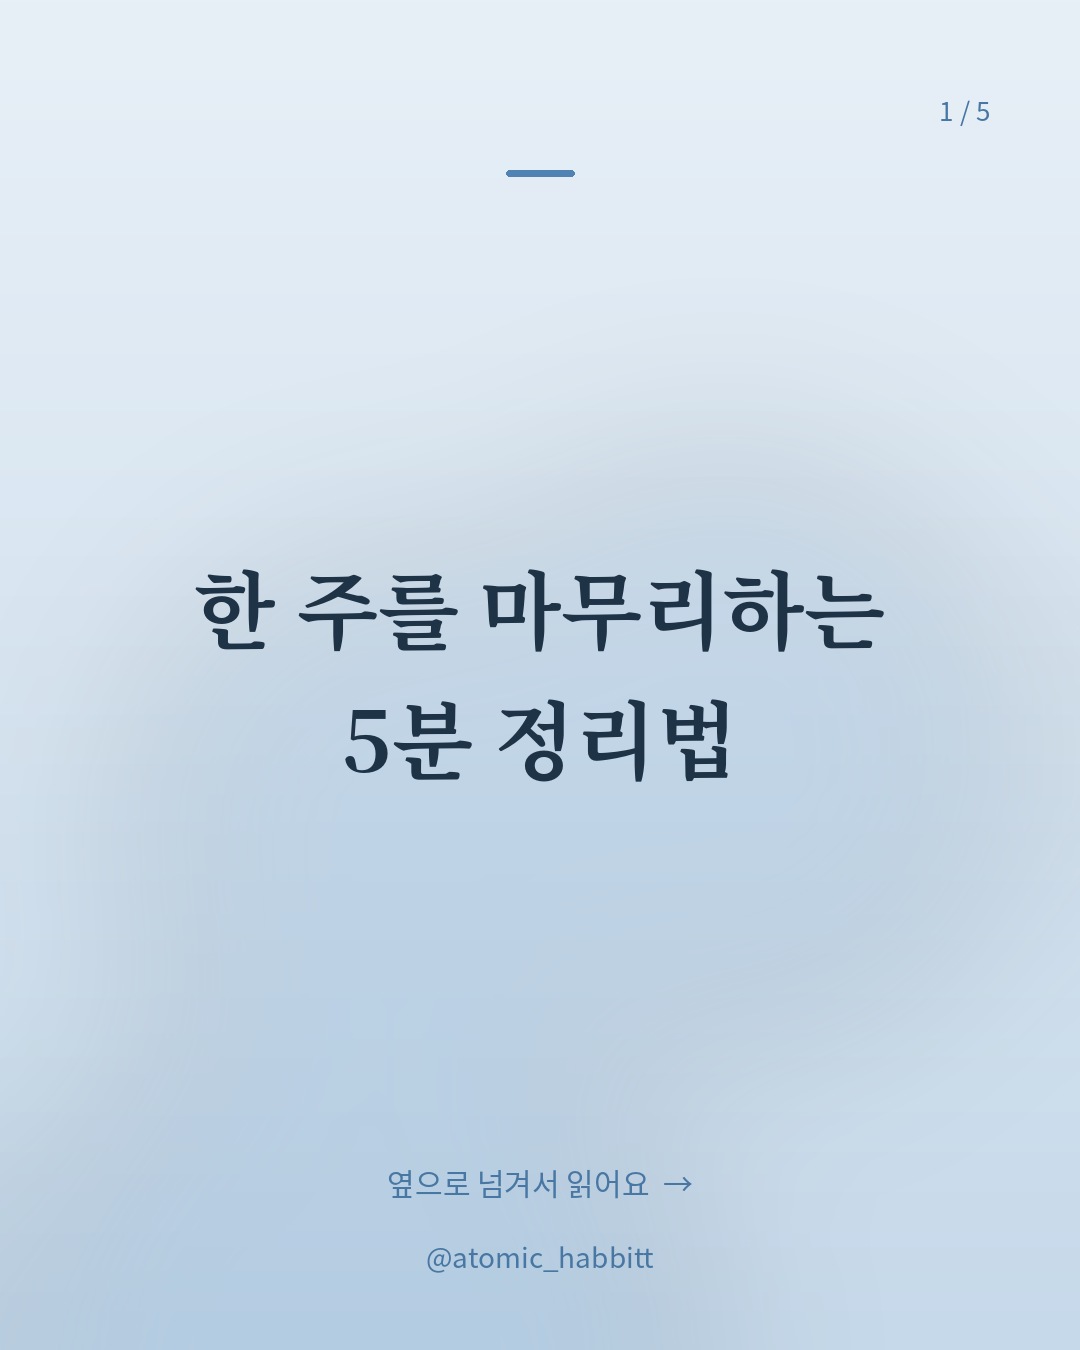 1 / 5
한 주를 마무리하는
5분 정리법
옆으로 넘겨서 읽어요 →
@atomic_habbitt